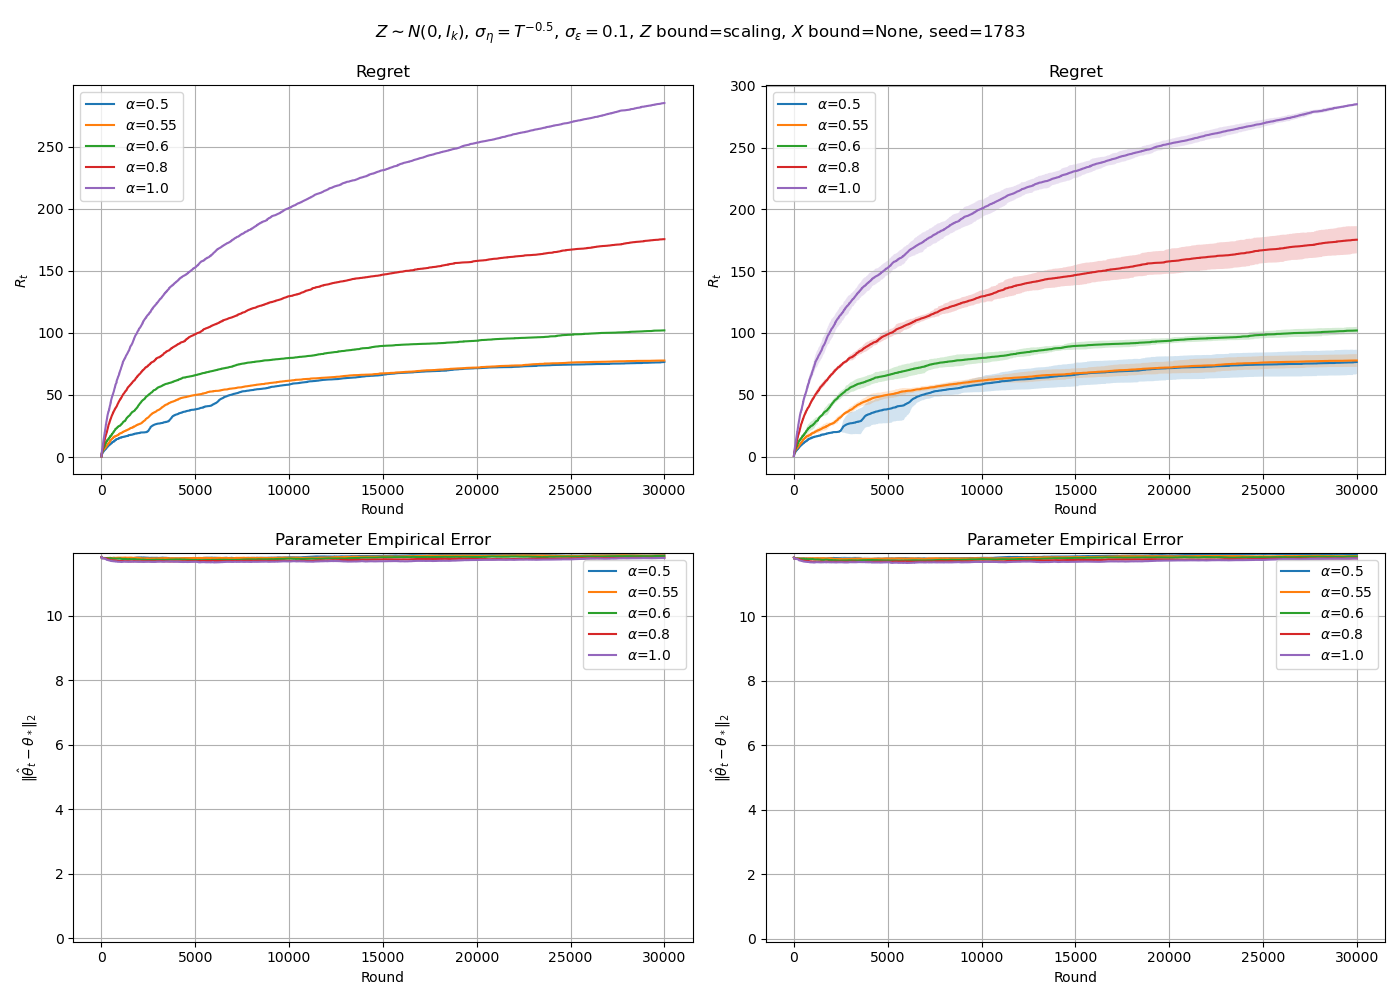 Z ~ N(0, I_k), σ_η = T^{-0.5}, σ_ε = 0.1, Z bound=scaling, X bound=None, seed=1783
Regret
R_t
250
200
150
100
50
0
α=0.5
α=0.55
α=0.6
α=0.8
α=1.0
0 5000 10000 15000 20000 25000 30000
Round
Regret
R_t
300
250
200
150
100
50
0
α=0.5
α=0.55
α=0.6
α=0.8
α=1.0
0 5000 10000 15000 20000 25000 30000
Round
Parameter Empirical Error
‖θ̂_t − θ_*‖_2
10
8
6
4
2
0
α=0.5
α=0.55
α=0.6
α=0.8
α=1.0
0 5000 10000 15000 20000 25000 30000
Round
Parameter Empirical Error
‖θ̂_t − θ_*‖_2
10
8
6
4
2
0
α=0.5
α=0.55
α=0.6
α=0.8
α=1.0
0 5000 10000 15000 20000 25000 30000
Round